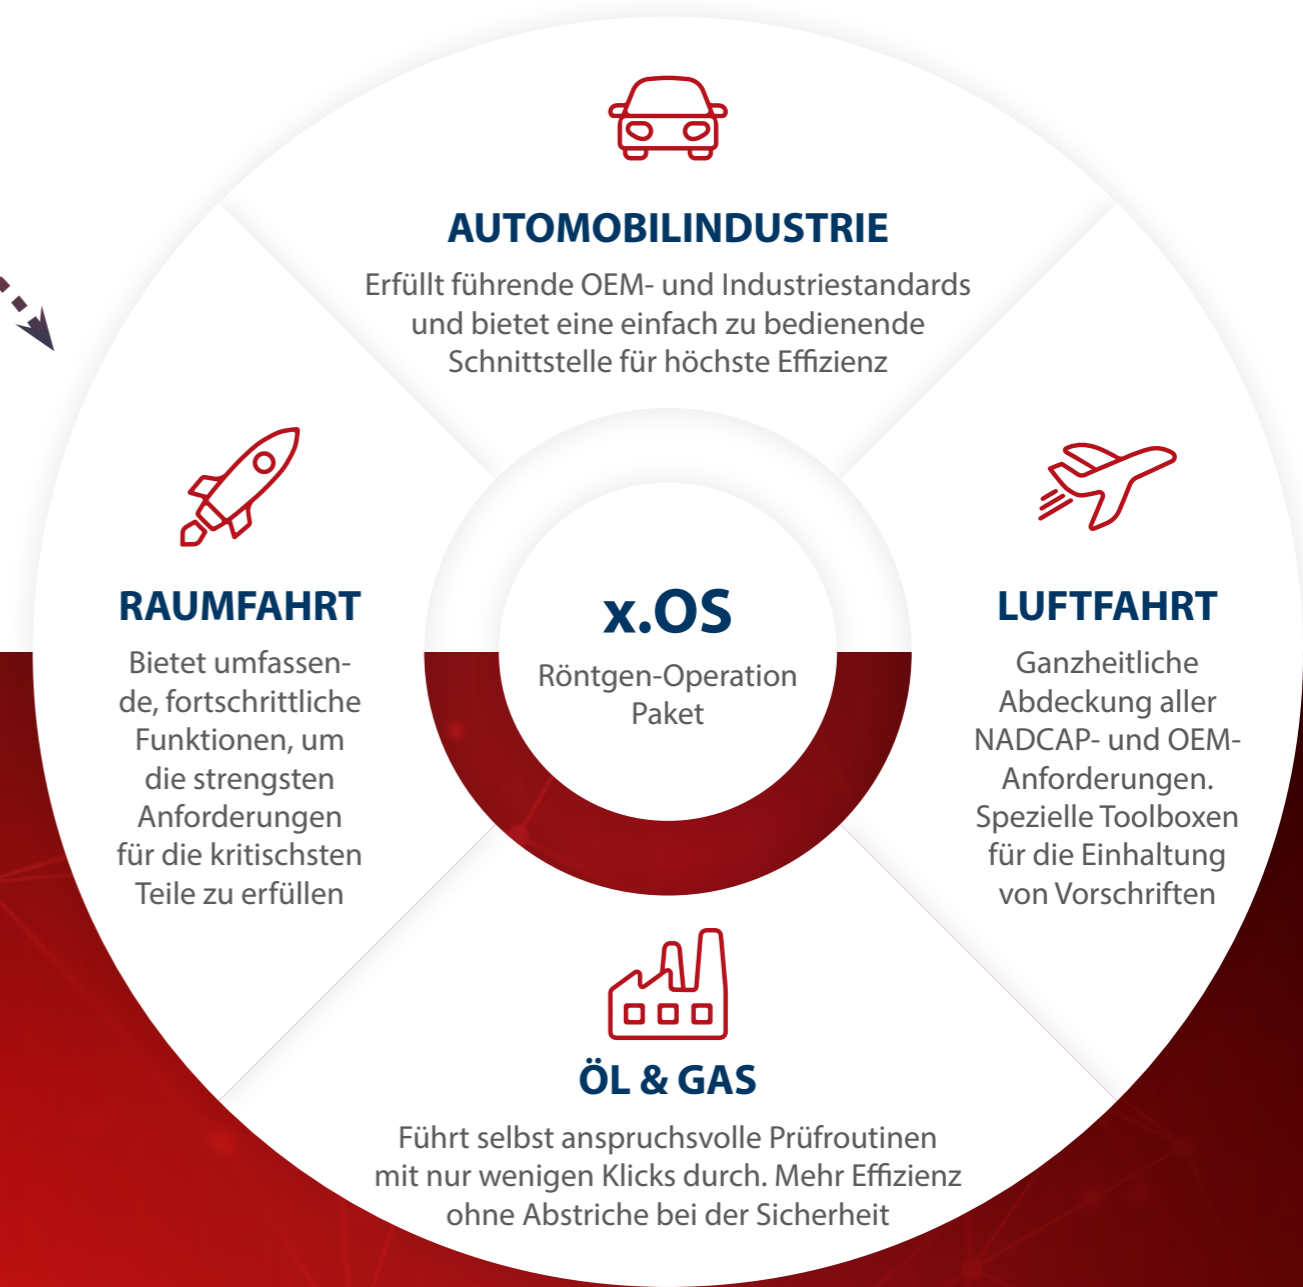 AUTOMOBILINDUSTRIE
Erfüllt führende OEM- und Industriestandards
und bietet eine einfach zu bedienende
Schnittstelle für höchste Effizienz
RAUMFAHRT
Bietet umfassen-
de, fortschrittliche
Funktionen, um
die strengsten
Anforderungen
für die kritischsten
Teile zu erfüllen
x.OS
Röntgen-Operation
Paket
LUFTFAHRT
Ganzheitliche
Abdeckung aller
NADCAP- und OEM-
Anforderungen.
Spezielle Toolboxen
für die Einhaltung
von Vorschriften
ÖL & GAS
Führt selbst anspruchsvolle Prüfroutinen
mit nur wenigen Klicks durch. Mehr Effizienz
ohne Abstriche bei der Sicherheit